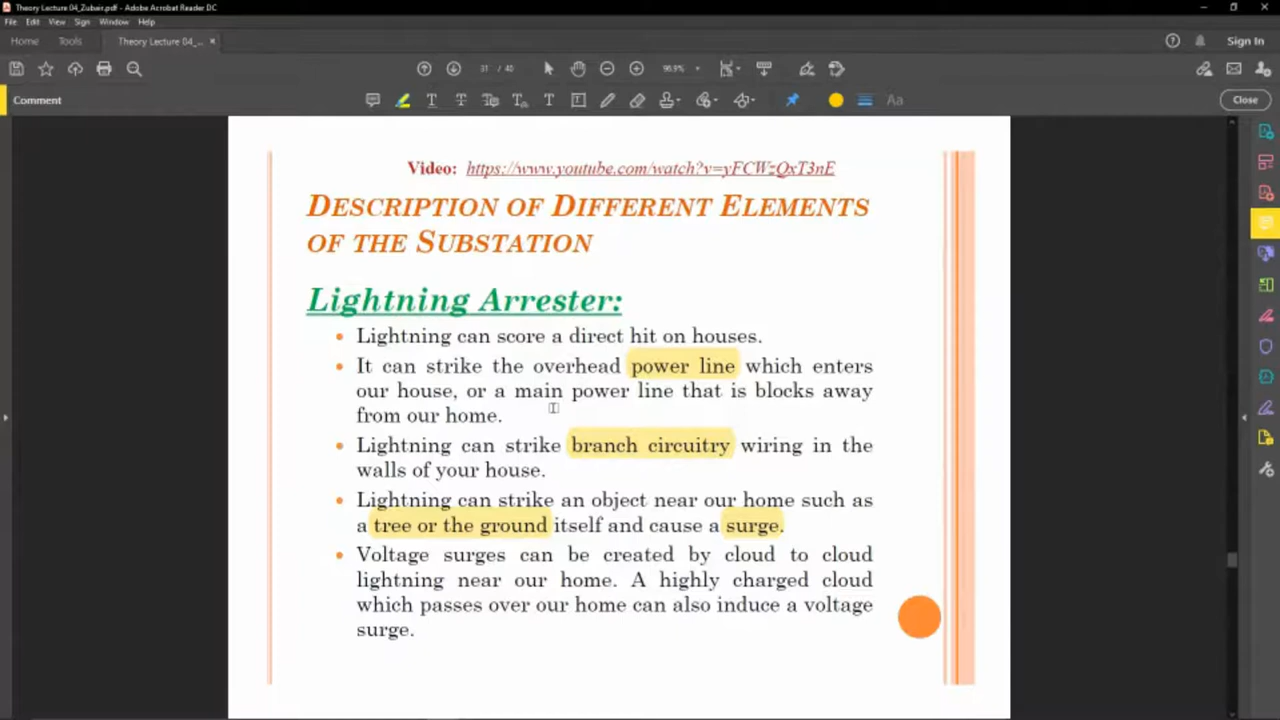 Theory Lecture 04_Zubair.pdf - Adobe Acrobat Reader DC
File Edit View Sign Window Help
Home Tools Theory Lecture 04_... × Sign In
31 / 40 98.9%
Comment Aa Close
Video: https://www.youtube.com/watch?v=yFCWzQxT3nE
DESCRIPTION OF DIFFERENT ELEMENTS
OF THE SUBSTATION
Lightning Arrester:
• Lightning can score a direct hit on houses.
• It can strike the overhead power line which enters
our house, or a main power line that is blocks away
from our home.
• Lightning can strike branch circuitry wiring in the
walls of your house.
• Lightning can strike an object near our home such as
a tree or the ground itself and cause a surge.
• Voltage surges can be created by cloud to cloud
lightning near our home. A highly charged cloud
which passes over our home can also induce a voltage
surge.